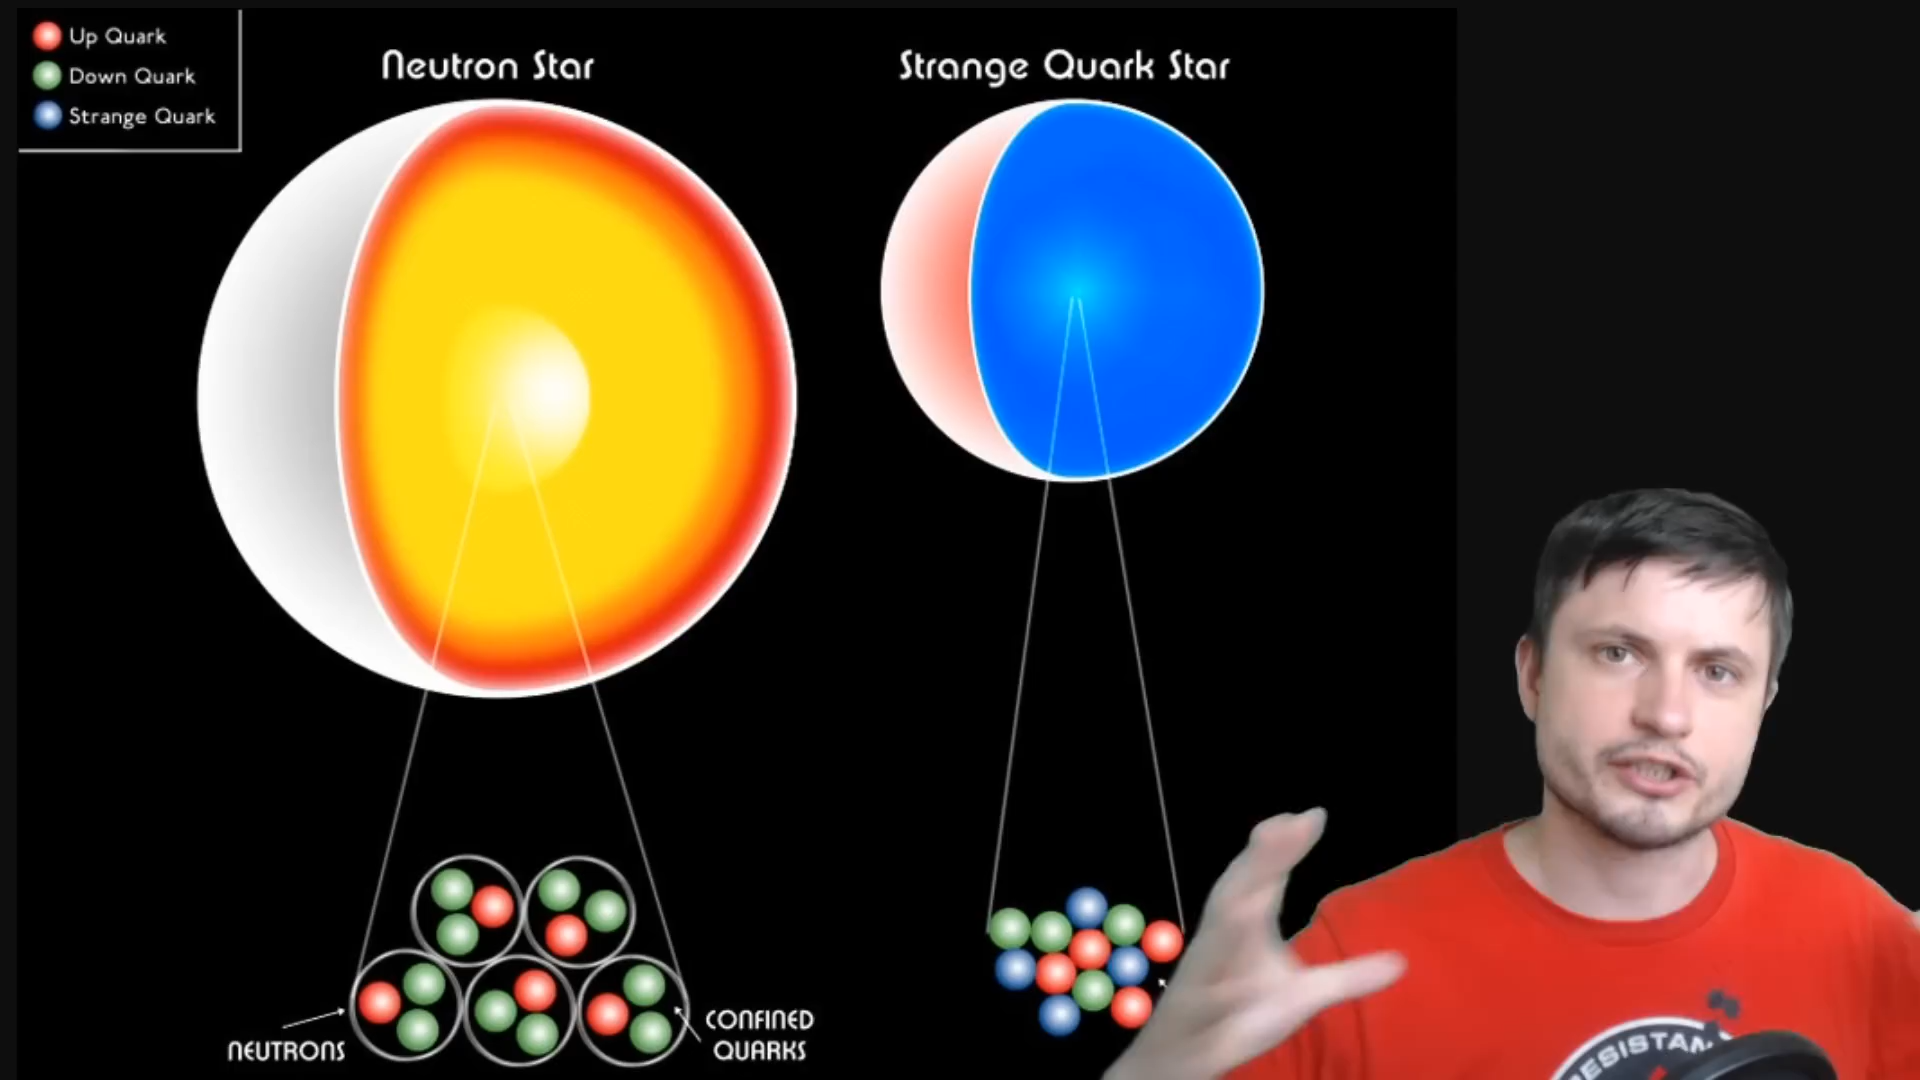 Up Quark
Down Quark
Strange Quark
Neutron Star
Strange Quark Star
NEUTRONS
CONFINED
QUARKS